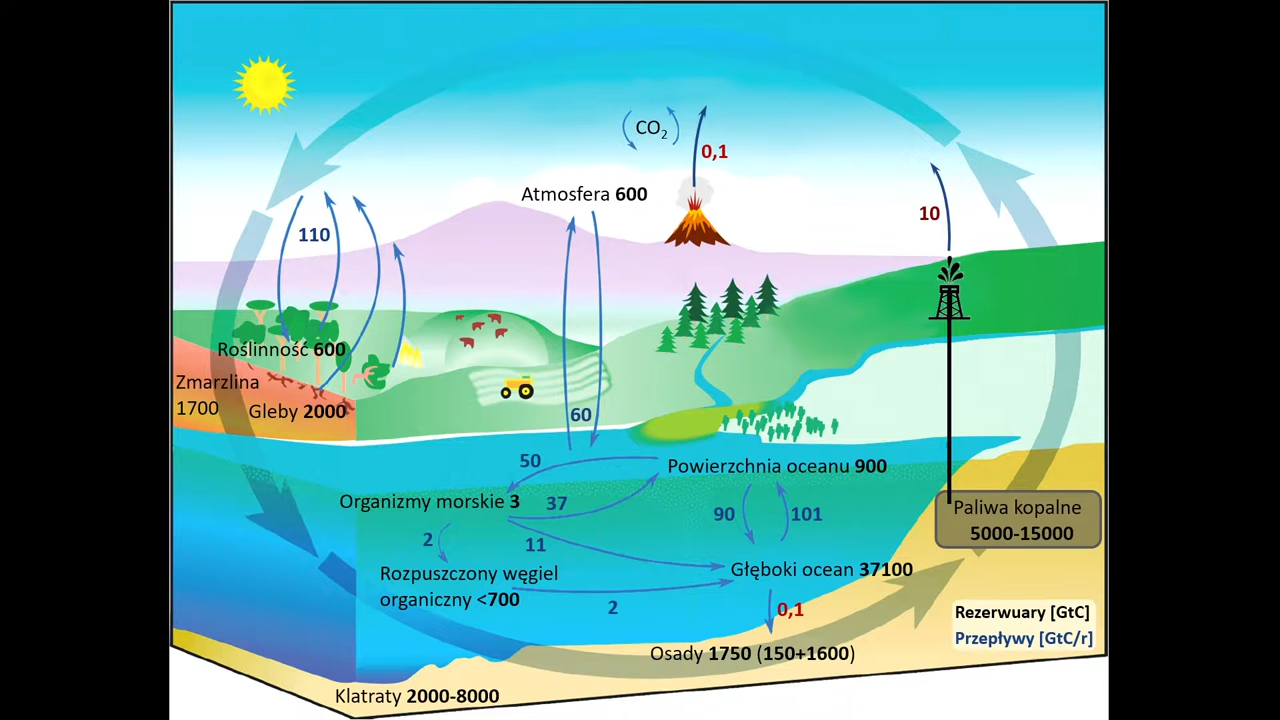 CO₂
0,1
Atmosfera 600
10
110
Roślinność 600
Zmarzlina
1700
Gleby 2000
60
50
Powierzchnia oceanu 900
Organizmy morskie 3
37
90
101
Paliwa kopalne
5000-15000
2
11
Rozpuszczony węgiel
organiczny <700
Głęboki ocean 37100
2
0,1
Rezerwuary [GtC]
Przepływy [GtC/r]
Osady 1750 (150+1600)
Klatraty 2000-8000